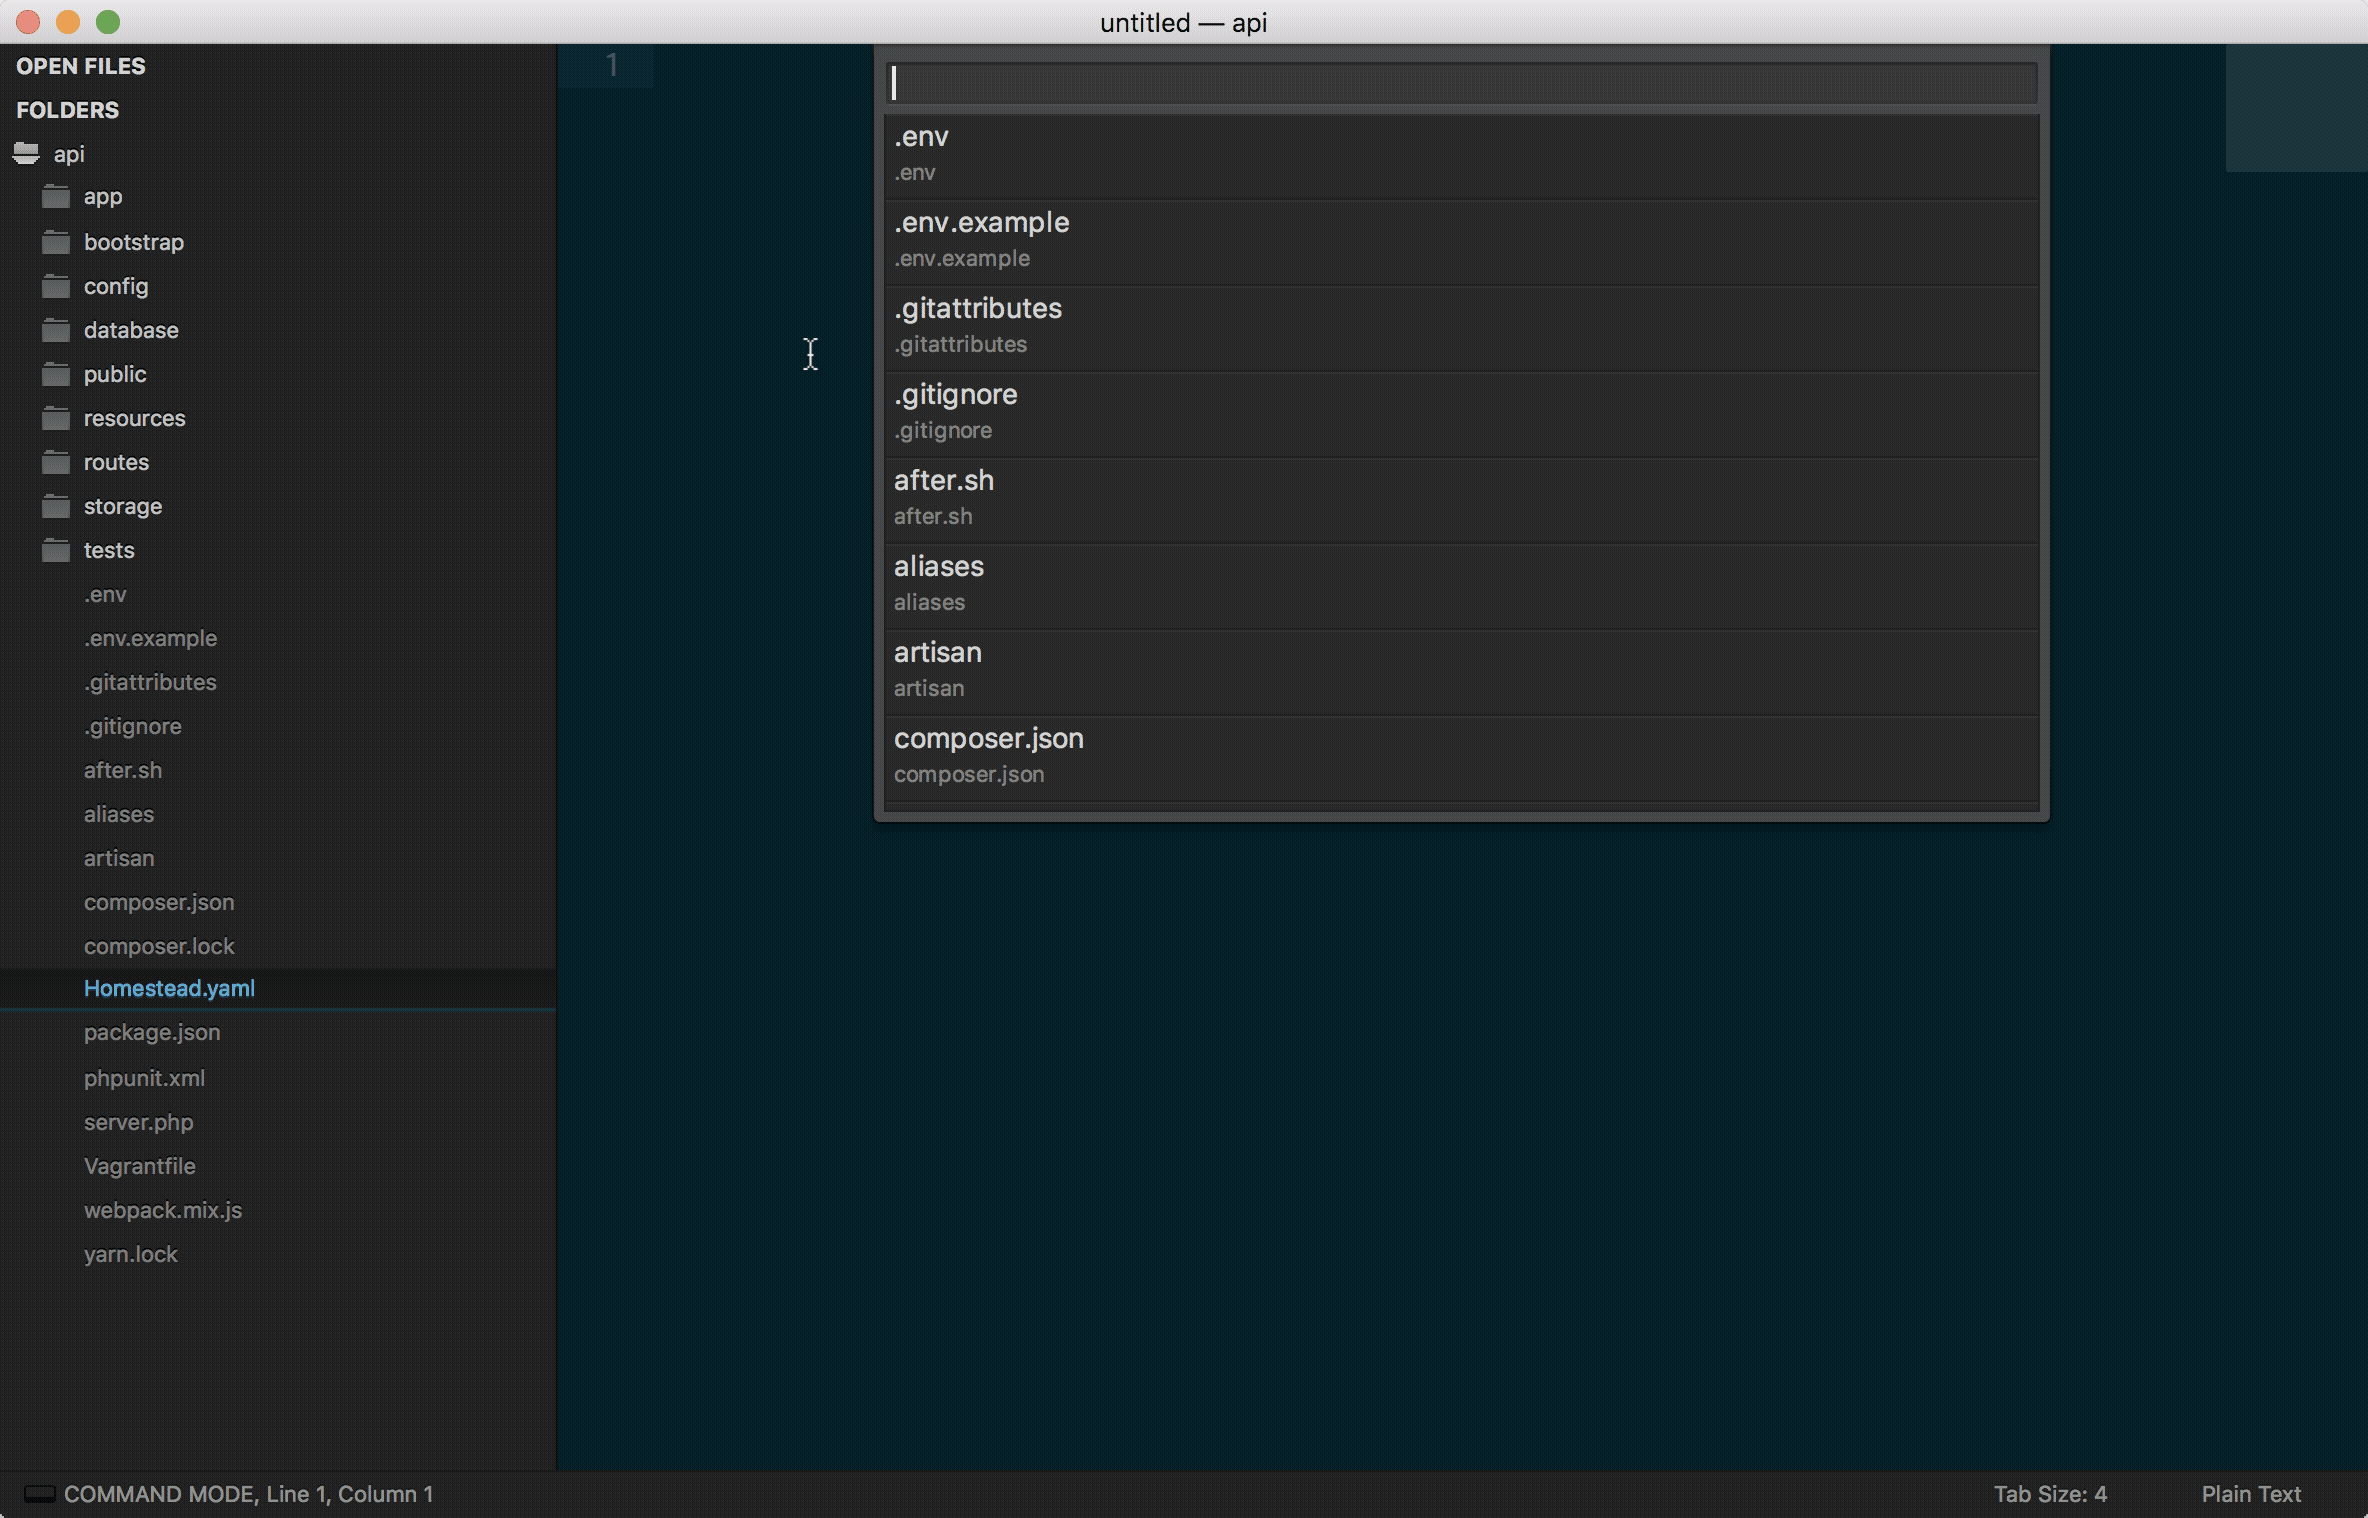 untitled — api
OPEN FILES
FOLDERS
api
app
bootstrap
config
database
public
resources
routes
storage
tests
.env
.env.example
.gitattributes
.gitignore
after.sh
aliases
artisan
composer.json
composer.lock
Homestead.yaml
package.json
phpunit.xml
server.php
Vagrantfile
webpack.mix.js
yarn.lock
1
.env
.env
.env.example
.env.example
.gitattributes
.gitattributes
.gitignore
.gitignore
after.sh
after.sh
aliases
aliases
artisan
artisan
composer.json
composer.json
COMMAND MODE, Line 1, Column 1
Tab Size: 4
Plain Text